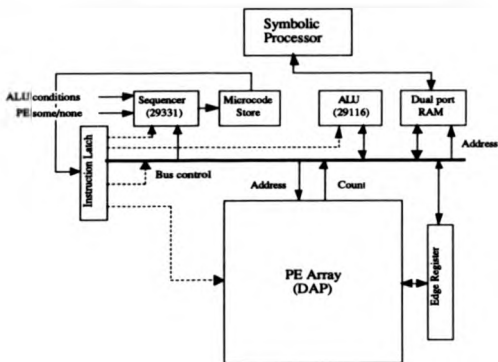 Symbolic
Processor
ALU conditions
PE some/none
Sequencer
(29331)
Microcode
Store
ALU
(29116)
Dual port
RAM
Address
Instruction Latch
Bus control
Address
Count
PE Array
(DAP)
Edge Register